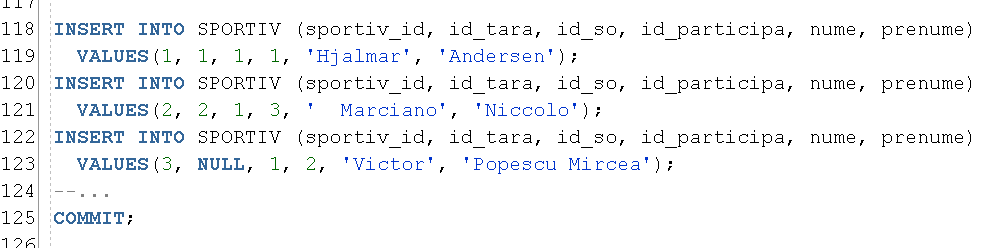 117
118 INSERT INTO SPORTIV (sportiv_id, id_tara, id_so, id_participa, nume, prenume)
119   VALUES(1, 1, 1, 1, 'Hjalmar', 'Andersen');
120 INSERT INTO SPORTIV (sportiv_id, id_tara, id_so, id_participa, nume, prenume)
121   VALUES(2, 2, 1, 3, '  Marciano', 'Niccolo');
122 INSERT INTO SPORTIV (sportiv_id, id_tara, id_so, id_participa, nume, prenume)
123   VALUES(3, NULL, 1, 2, 'Victor', 'Popescu Mircea');
124 --...
125 COMMIT;
126